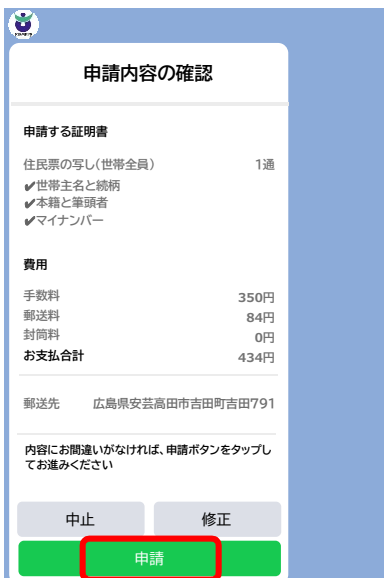 申請内容の確認
申請する証明書
住民票の写し(世帯全員) 1通
✔世帯主名と続柄
✔本籍と筆頭者
✔マイナンバー
費用
手数料 350円
郵送料 84円
封筒料 0円
お支払合計 434円
郵送先 広島県安芸高田市吉田町吉田791
内容にお間違いがなければ、申請ボタンをタップし
てお進みください
中止 修正
申請